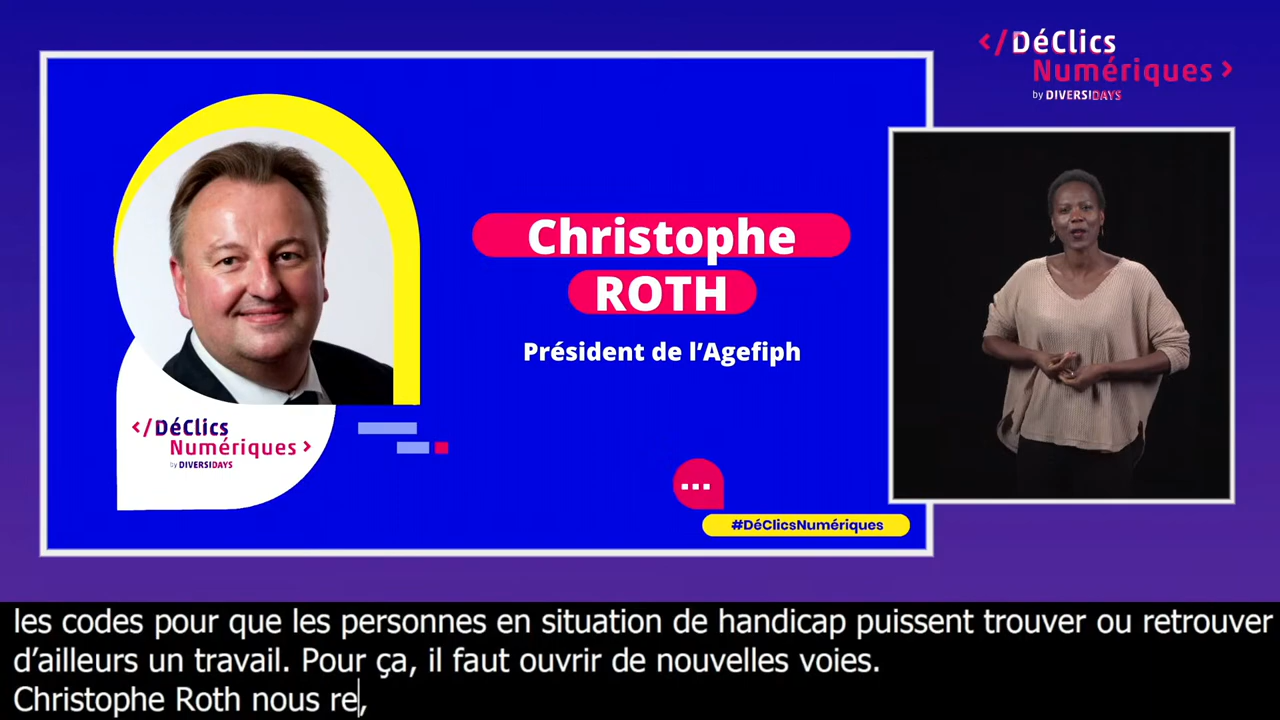 </DéClics
Numériques >
by DIVERSIDAYS
Christophe
ROTH
Président de l’Agefiph
</DéClics
Numériques >
by DIVERSIDAYS
...
#DéClicsNumériques
les codes pour que les personnes en situation de handicap puissent trouver ou retrouver
d’ailleurs un travail. Pour ça, il faut ouvrir de nouvelles voies.
Christophe Roth nous re,